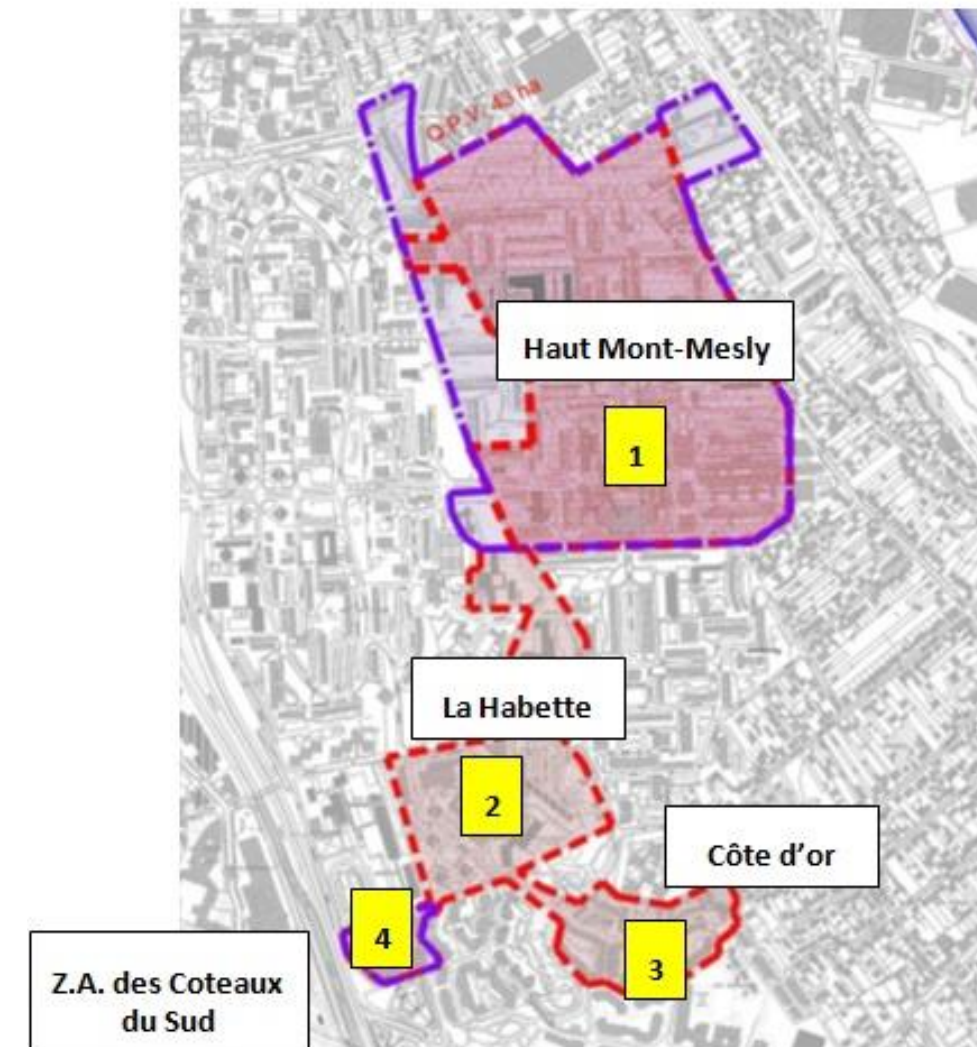 Q.P.V. 43 ha
Haut Mont-Mesly
1
La Habette
2
Côte d'or
3
4
Z.A. des Coteaux
du Sud